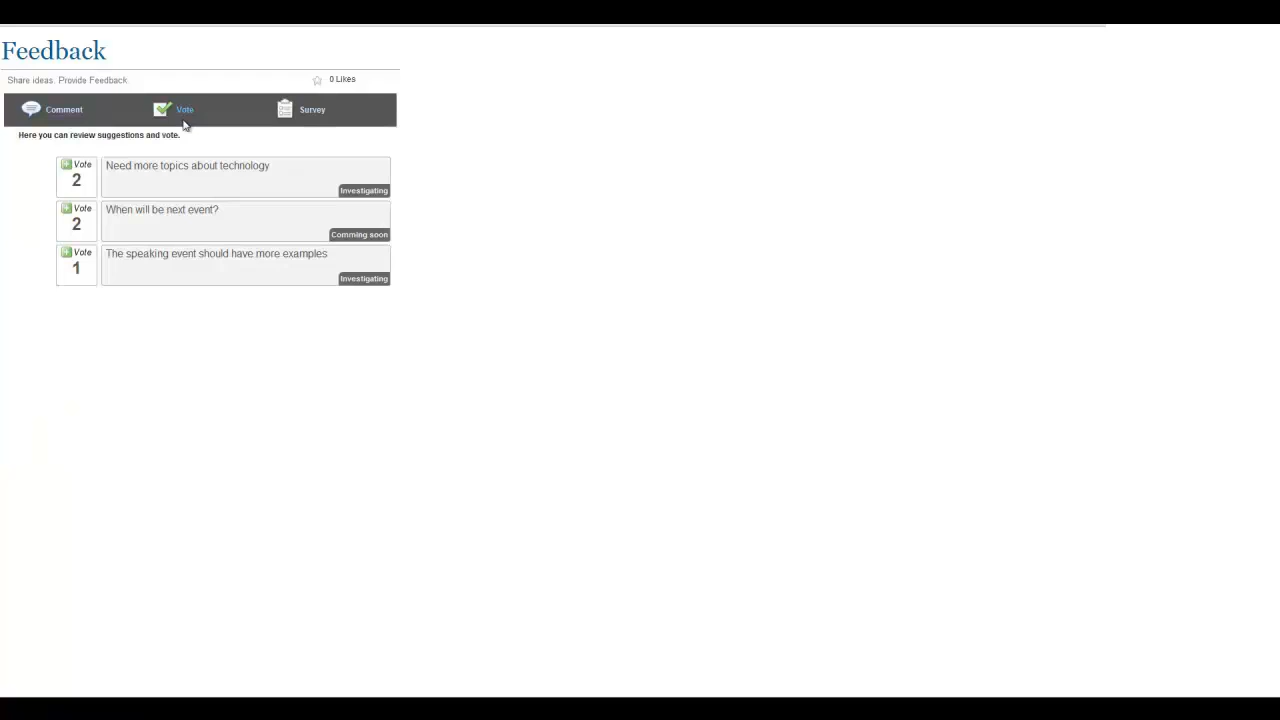 Feedback
Share ideas. Provide Feedback.
0 Likes
Comment
Vote
Survey
Here you can review suggestions and vote.
Vote
2
Need more topics about technology
Investigating
Vote
2
When will be next event?
Comming soon
Vote
1
The speaking event should have more examples
Investigating